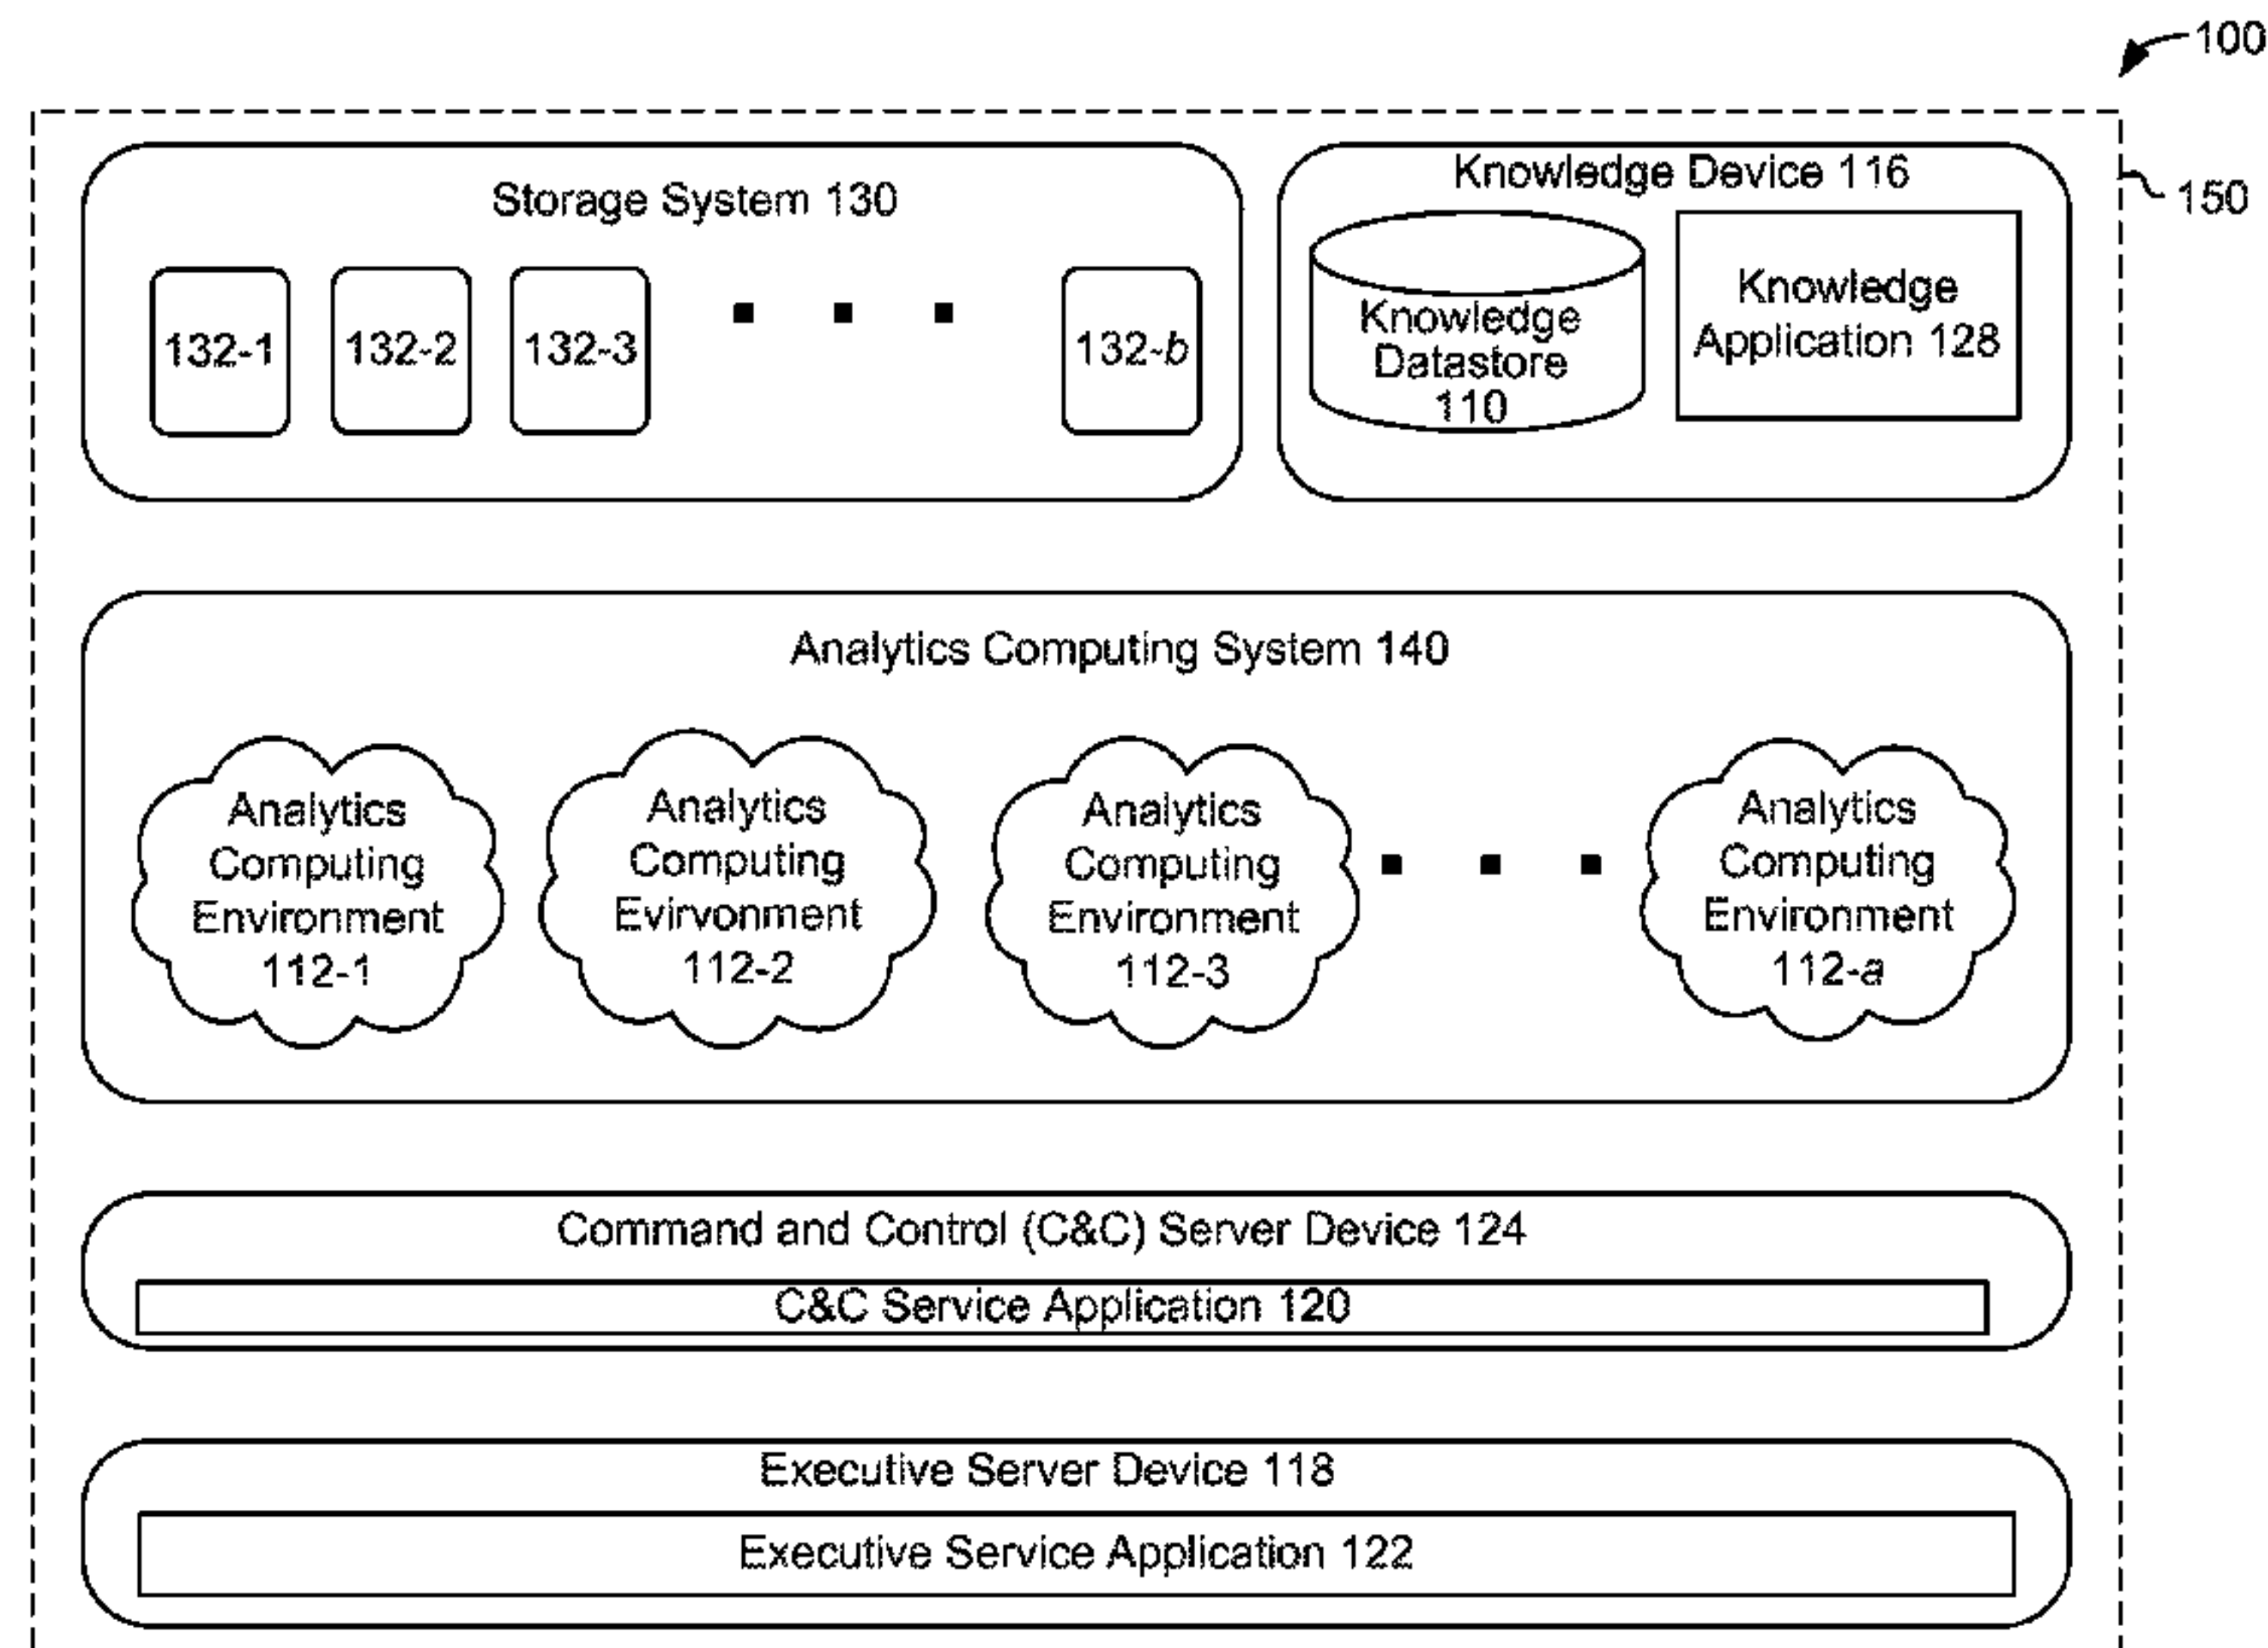 100
150
Storage System 130
132-1 132-2 132-3 132-b
Knowledge Device 116
Knowledge
Datastore
110
Knowledge
Application 128
Analytics Computing System 140
Analytics
Computing
Environment
112-1
Analytics
Computing
Evirvonment
112-2
Analytics
Computing
Environment
112-3
Analytics
Computing
Environment
112-a
Command and Control (C&C) Server Device 124
C&C Service Application 120
Executive Server Device 118
Executive Service Application 122